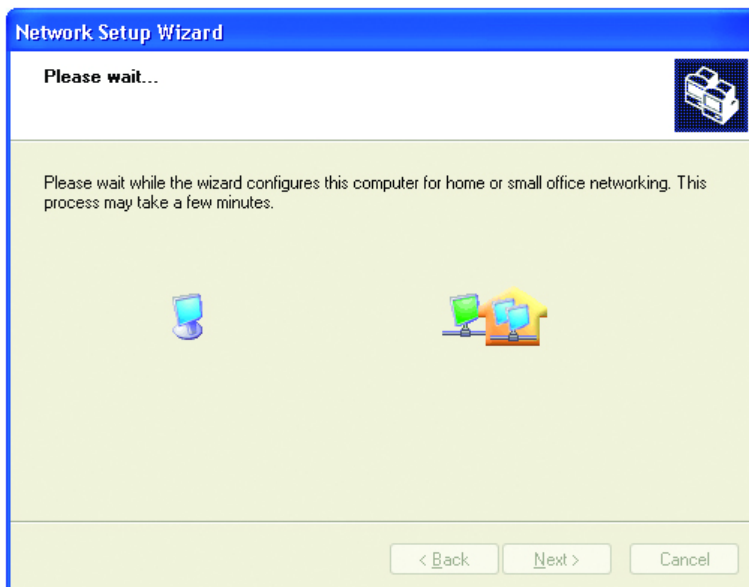 Network Setup Wizard
Please wait...
Please wait while the wizard configures this computer for home or small office networking. This
process may take a few minutes.
< Back Next > Cancel